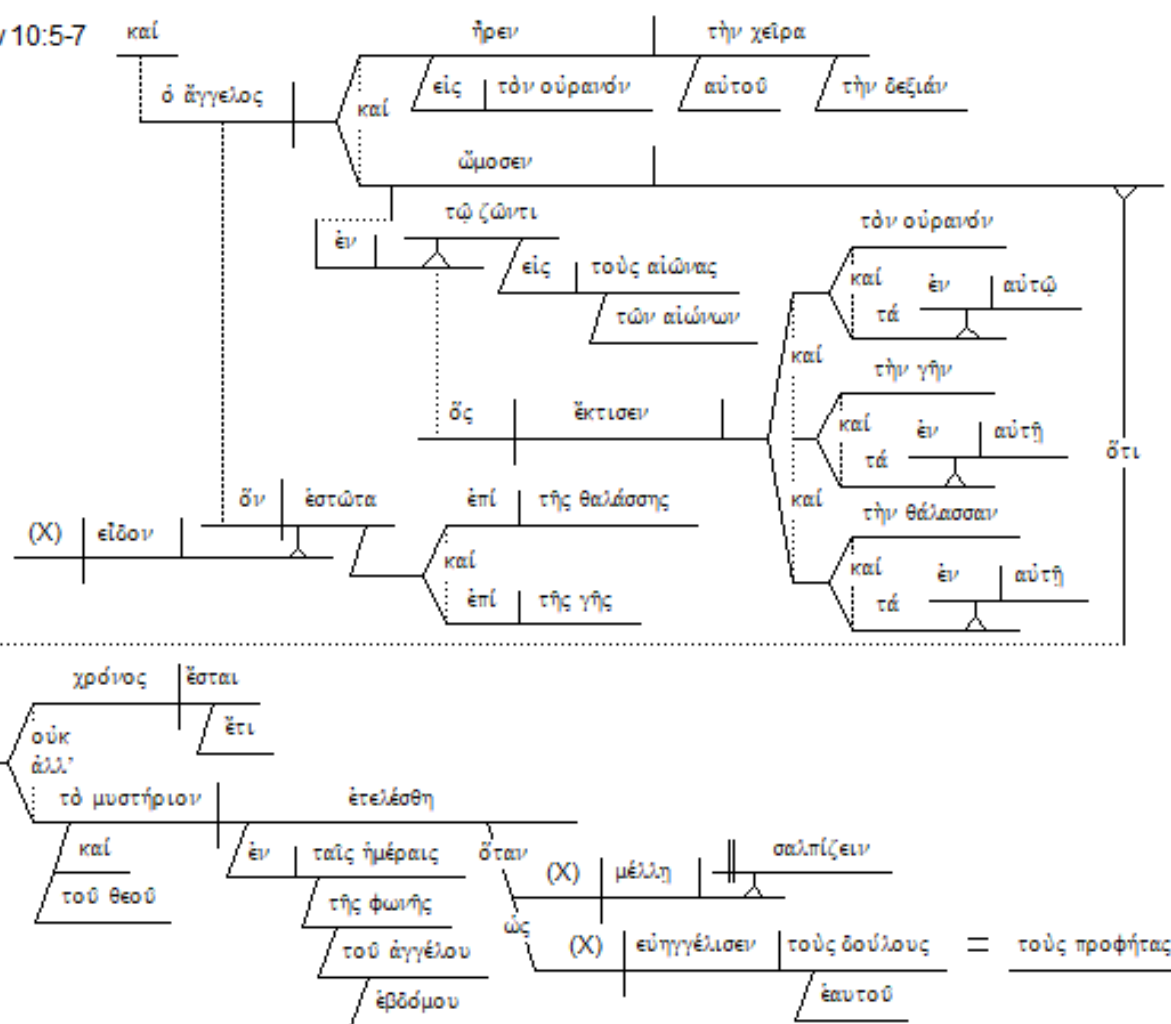 10:5-7 καί ἦρεν τὴν χεῖρα
ὁ ἄγγελος καί εἰς τὸν οὐρανόν αὐτοῦ τὴν δεξιάν
ὤμοσεν
ἐν τῷ ζῶντι τὸν οὐρανόν
εἰς τοὺς αἰῶνας καί ἐν αὐτῷ
τῶν αἰώνων τά
καί τὴν γῆν
ὅς ἔκτισεν καί ἐν αὐτῇ
τά ὅτι
ὅν ἑστῶτα ἐπί τῆς θαλάσσης καί τὴν θάλασσαν
(X) εἶδον καί καί ἐν αὐτῇ
ἐπί τῆς γῆς τά
χρόνος ἔσται
οὐκ ἔτι
ἀλλ’
τὸ μυστήριον ἐτελέσθη
καί ἐν ταῖς ἡμέραις ὅταν (X) μέλλῃ σαλπίζειν
τοῦ θεοῦ τῆς φωνῆς
ὡς (X) εὐηγγέλισεν τοὺς δούλους = τοὺς προφήτας
τοῦ ἀγγέλου
ἑβδόμου ἑαυτοῦ